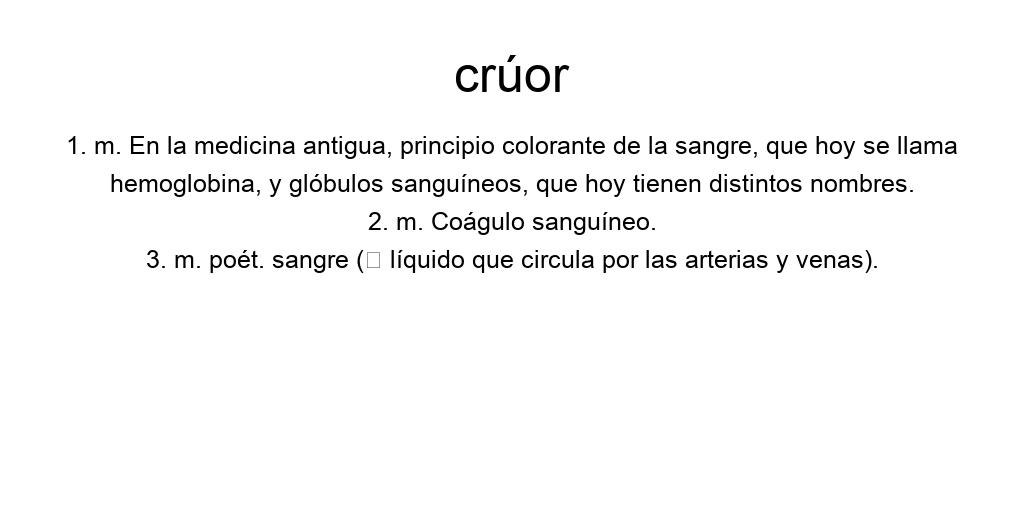 crúor
1. m. En la medicina antigua, principio colorante de la sangre, que hoy se llama
hemoglobina, y glóbulos sanguíneos, que hoy tienen distintos nombres.
2. m. Coágulo sanguíneo.
3. m. poét. sangre (□ líquido que circula por las arterias y venas).